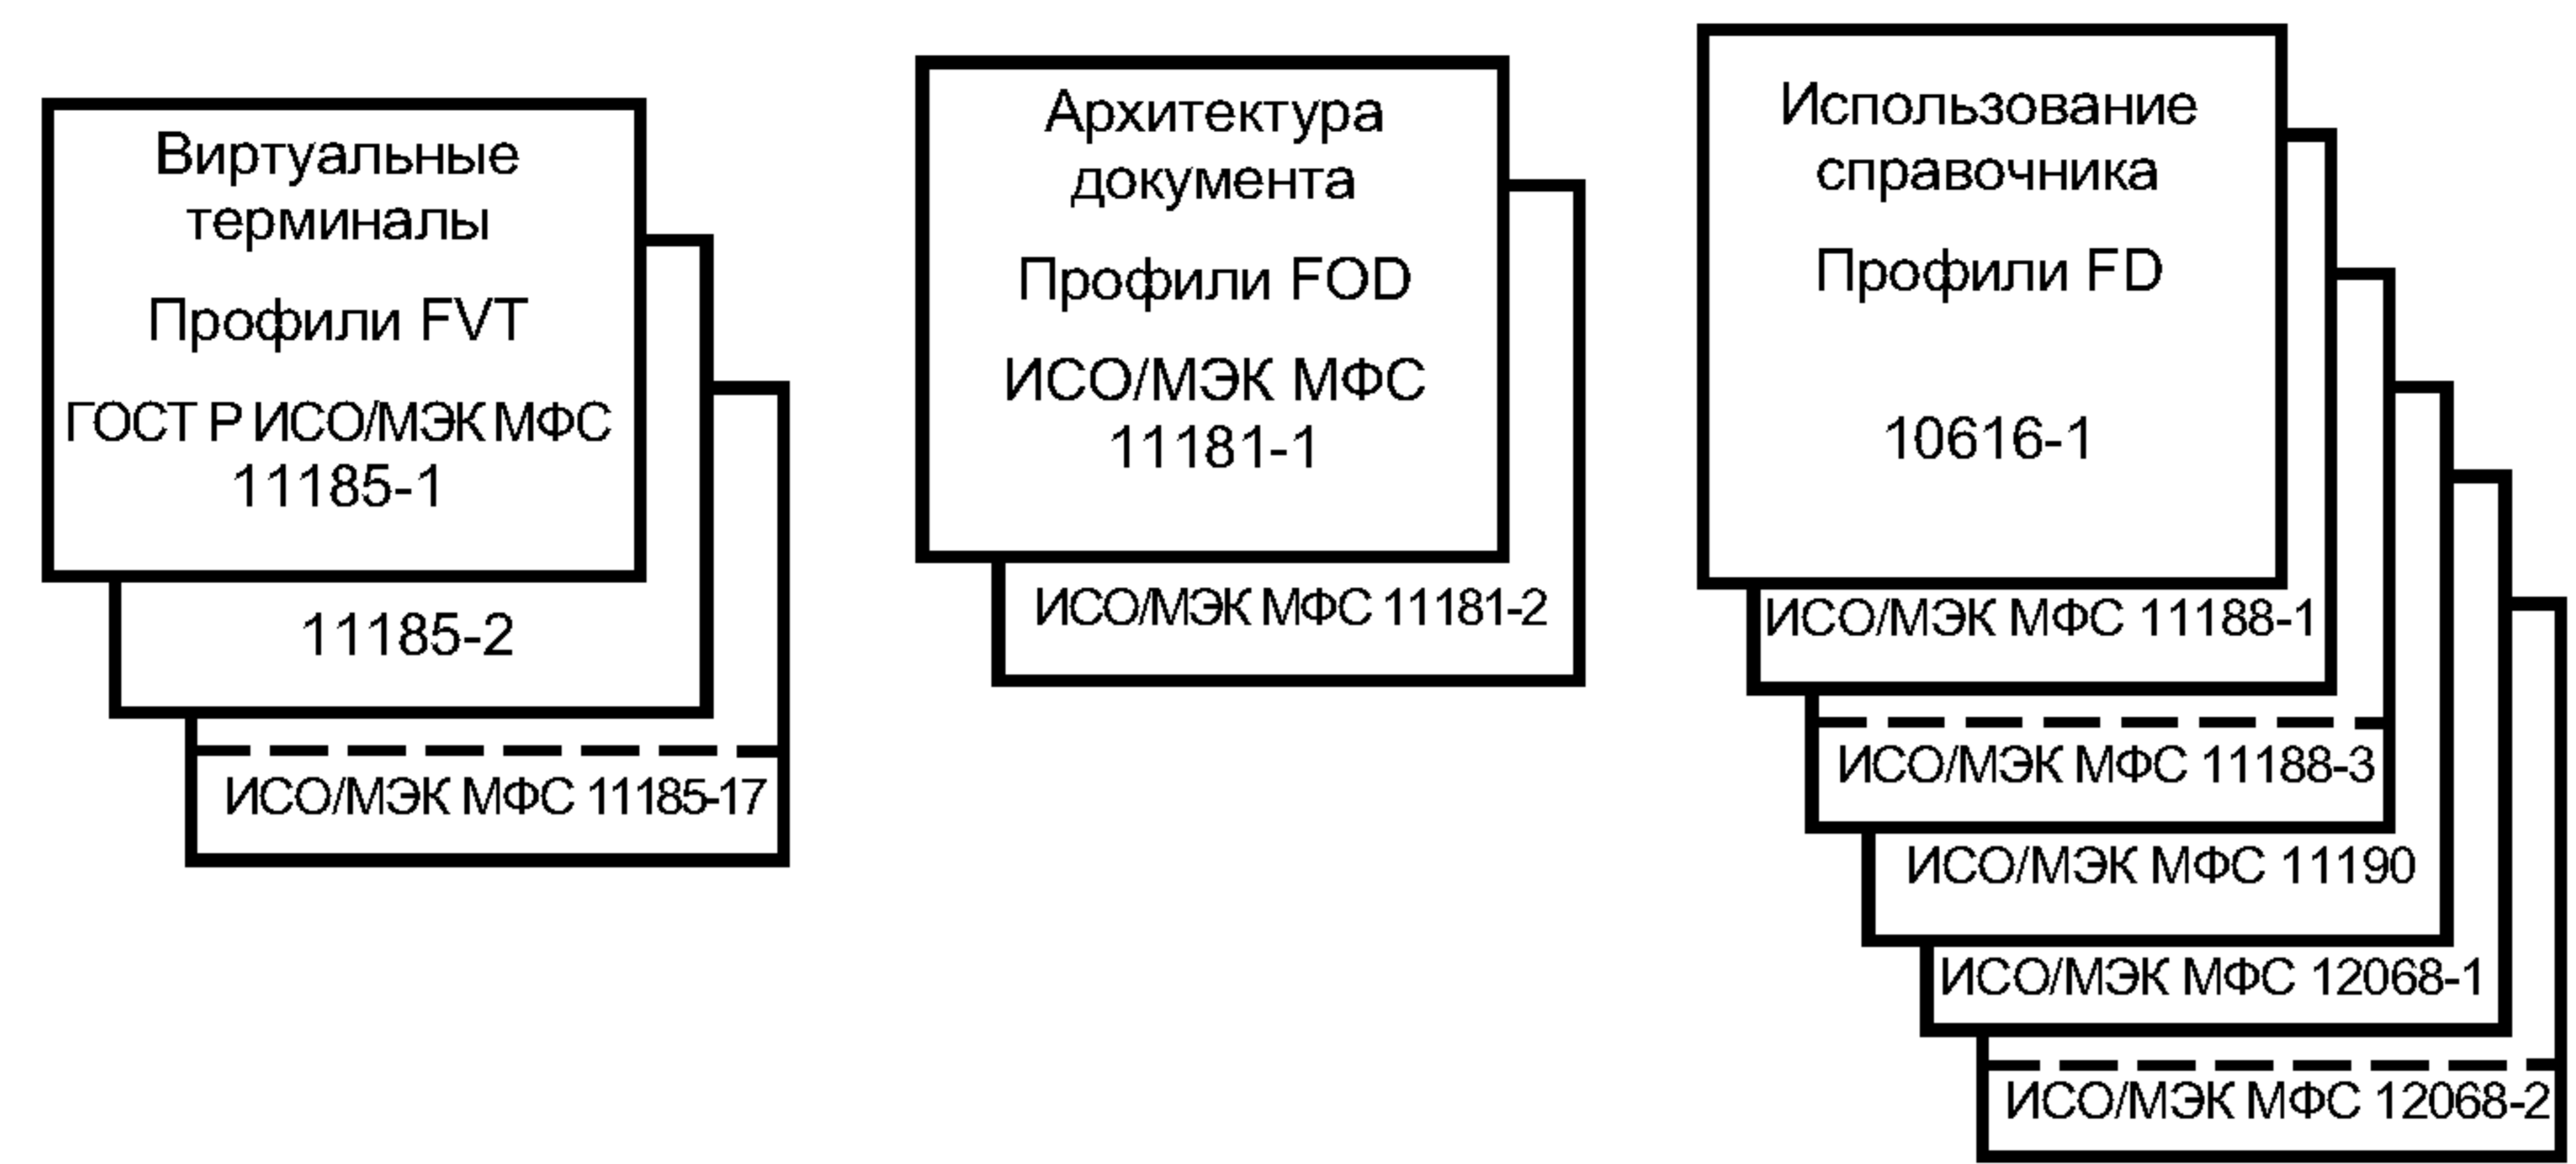 Виртуальные
терминалы
Профили FVT
ГОСТ Р ИСО/МЭК МФС
11185-1
11185-2
ИСО/МЭК МФС 11185-17
Архитектура
документа
Профили FOD
ИСО/МЭК МФС
11181-1
ИСО/МЭК МФС 11181-2
Использование
справочника
Профили FD
10616-1
ИСО/МЭК МФС 11188-1
ИСО/МЭК МФС 11188-3
ИСО/МЭК МФС 11190
ИСО/МЭК МФС 12068-1
ИСО/МЭК МФС 12068-2